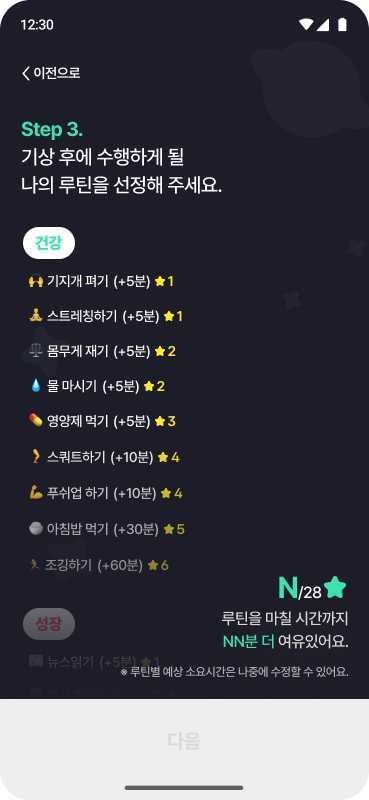 12:30
이전으로
Step 3.
기상 후에 수행하게 될
나의 루틴을 선정해 주세요.
건강
기지개 펴기 (+5분) 1
스트레칭하기 (+5분) 1
몸무게 재기 (+5분) 2
물 마시기 (+5분) 2
영양제 먹기 (+5분) 3
스쿼트하기 (+10분) 4
푸쉬업 하기 (+10분) 4
아침밥 먹기 (+30분) 5
조깅하기 (+60분) 6
N/28
성장
루틴을 마칠 시간까지
NN분 더 여유있어요.
뉴스읽기 (+5분) 1
※ 루틴별 예상 소요시간은 나중에 수정할 수 있어요.
다음